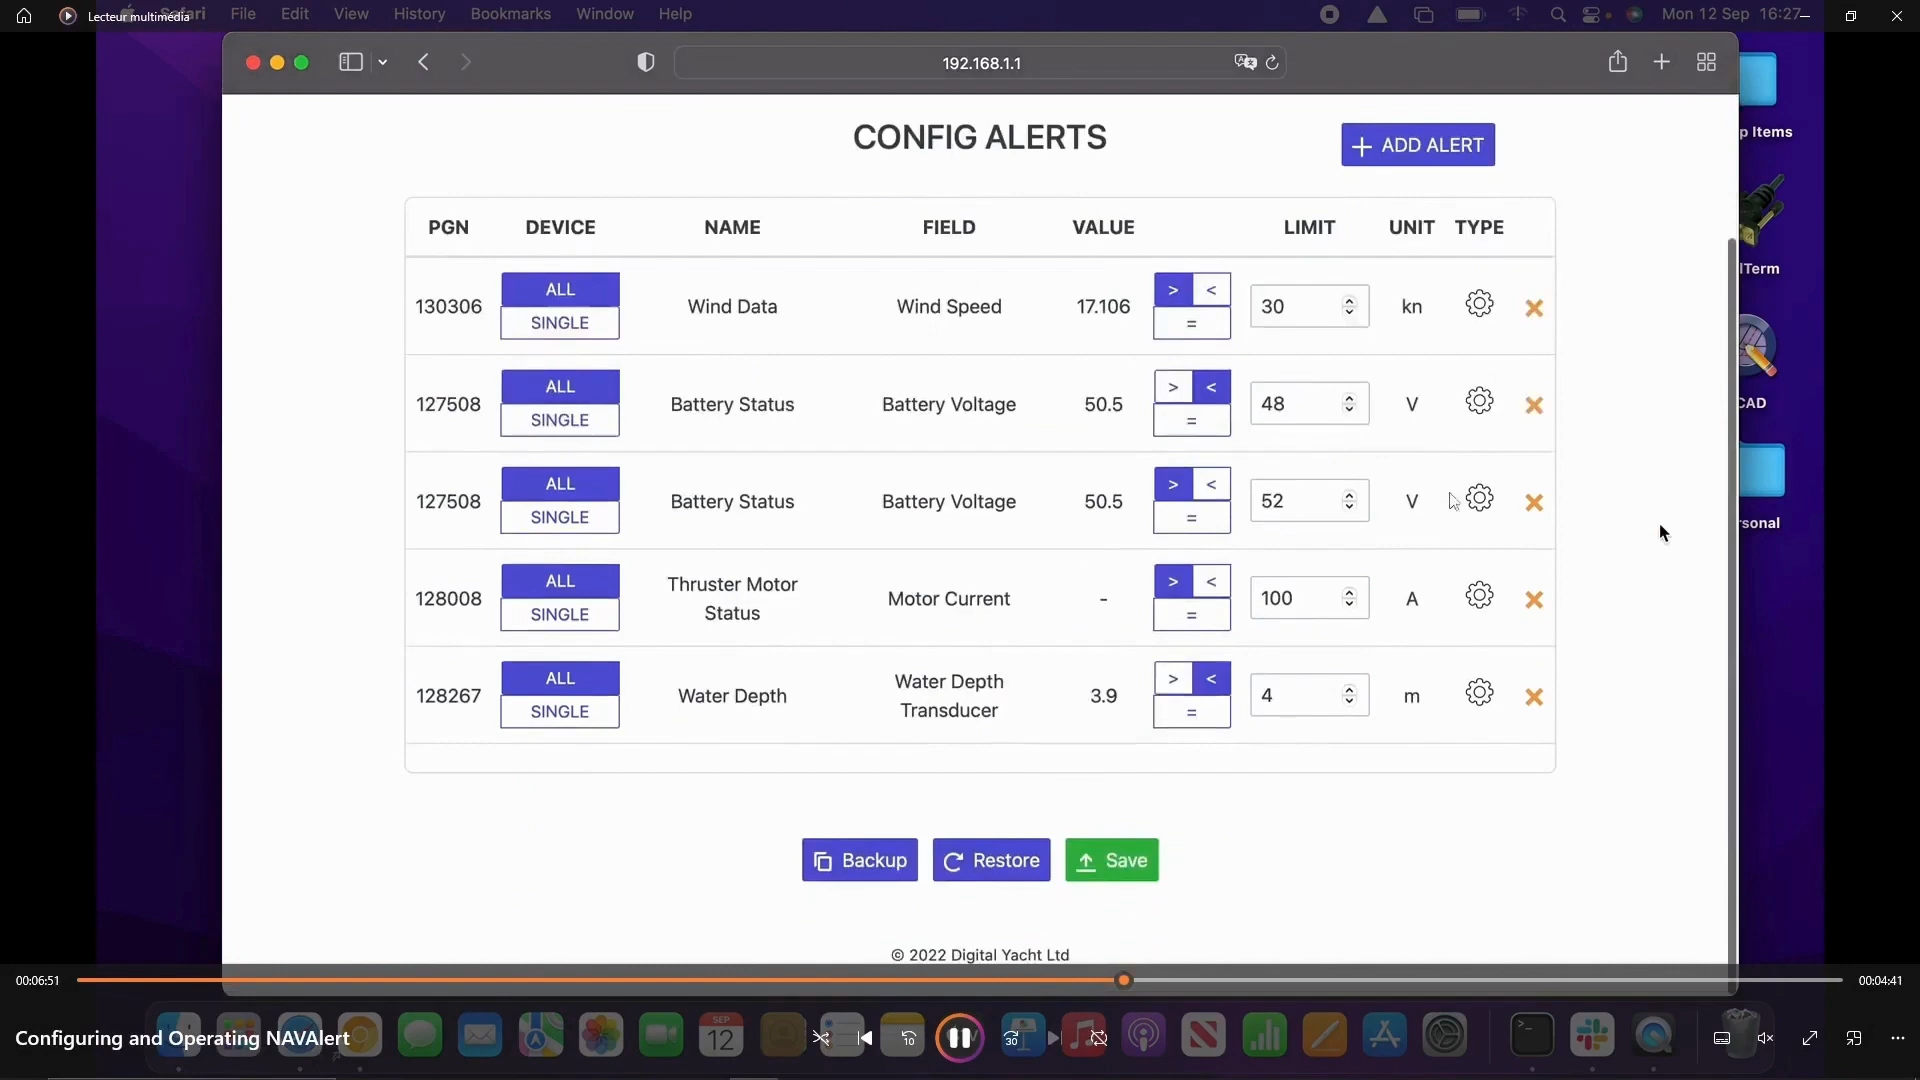 Lecteur multimédia
File Edit View History Bookmarks Window Help
Mon 12 Sep 16:27
192.168.1.1
CONFIG ALERTS
+ ADD ALERT
PGN DEVICE NAME FIELD VALUE LIMIT UNIT TYPE
130306 ALL SINGLE Wind Data Wind Speed 17.106 > < = 30 kn
127508 ALL SINGLE Battery Status Battery Voltage 50.5 > < = 48 V
127508 ALL SINGLE Battery Status Battery Voltage 50.5 > < = 52 V
128008 ALL SINGLE Thruster Motor Status Motor Current - > < = 100 A
128267 ALL SINGLE Water Depth Water Depth Transducer 3.9 > < = 4 m
Backup Restore Save
© 2022 Digital Yacht Ltd
p Items
lTerm
CAD
rsonal
00:06:51
00:04:41
Configuring and Operating NAVAlert
SEP
12
10
30